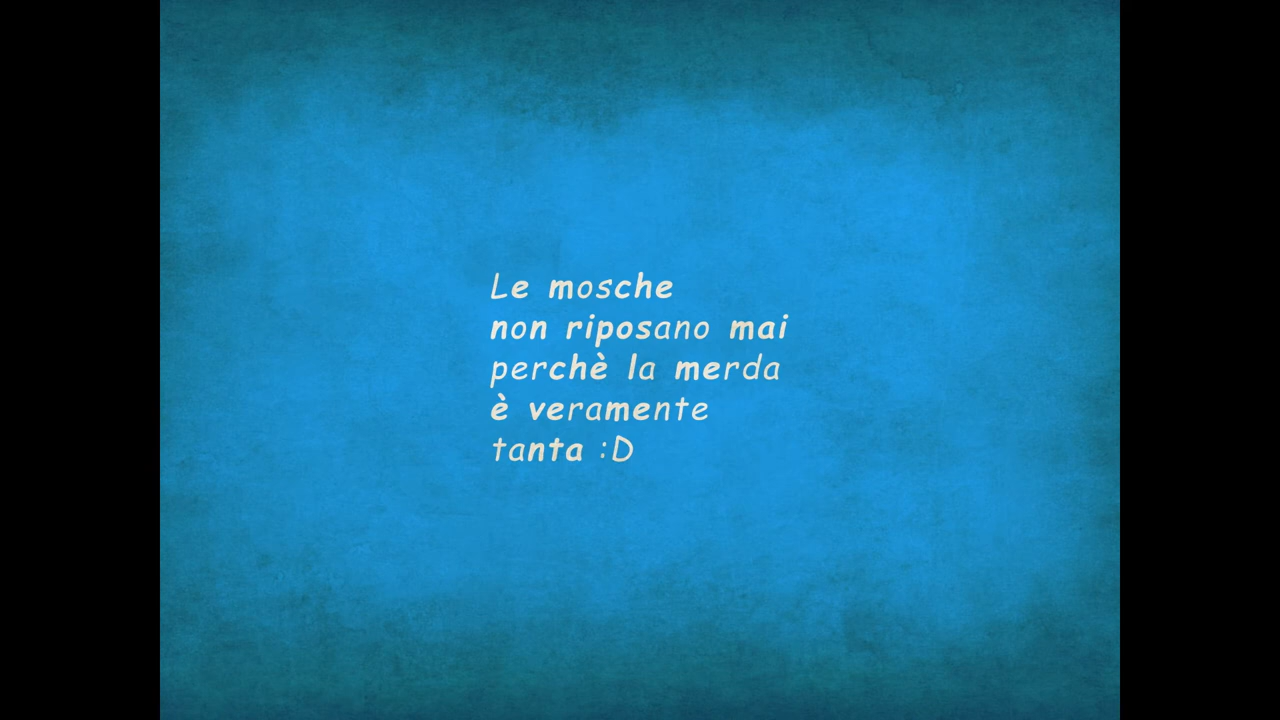 Le mosche
non riposano mai
perchè la merda
è veramente
tanta :D